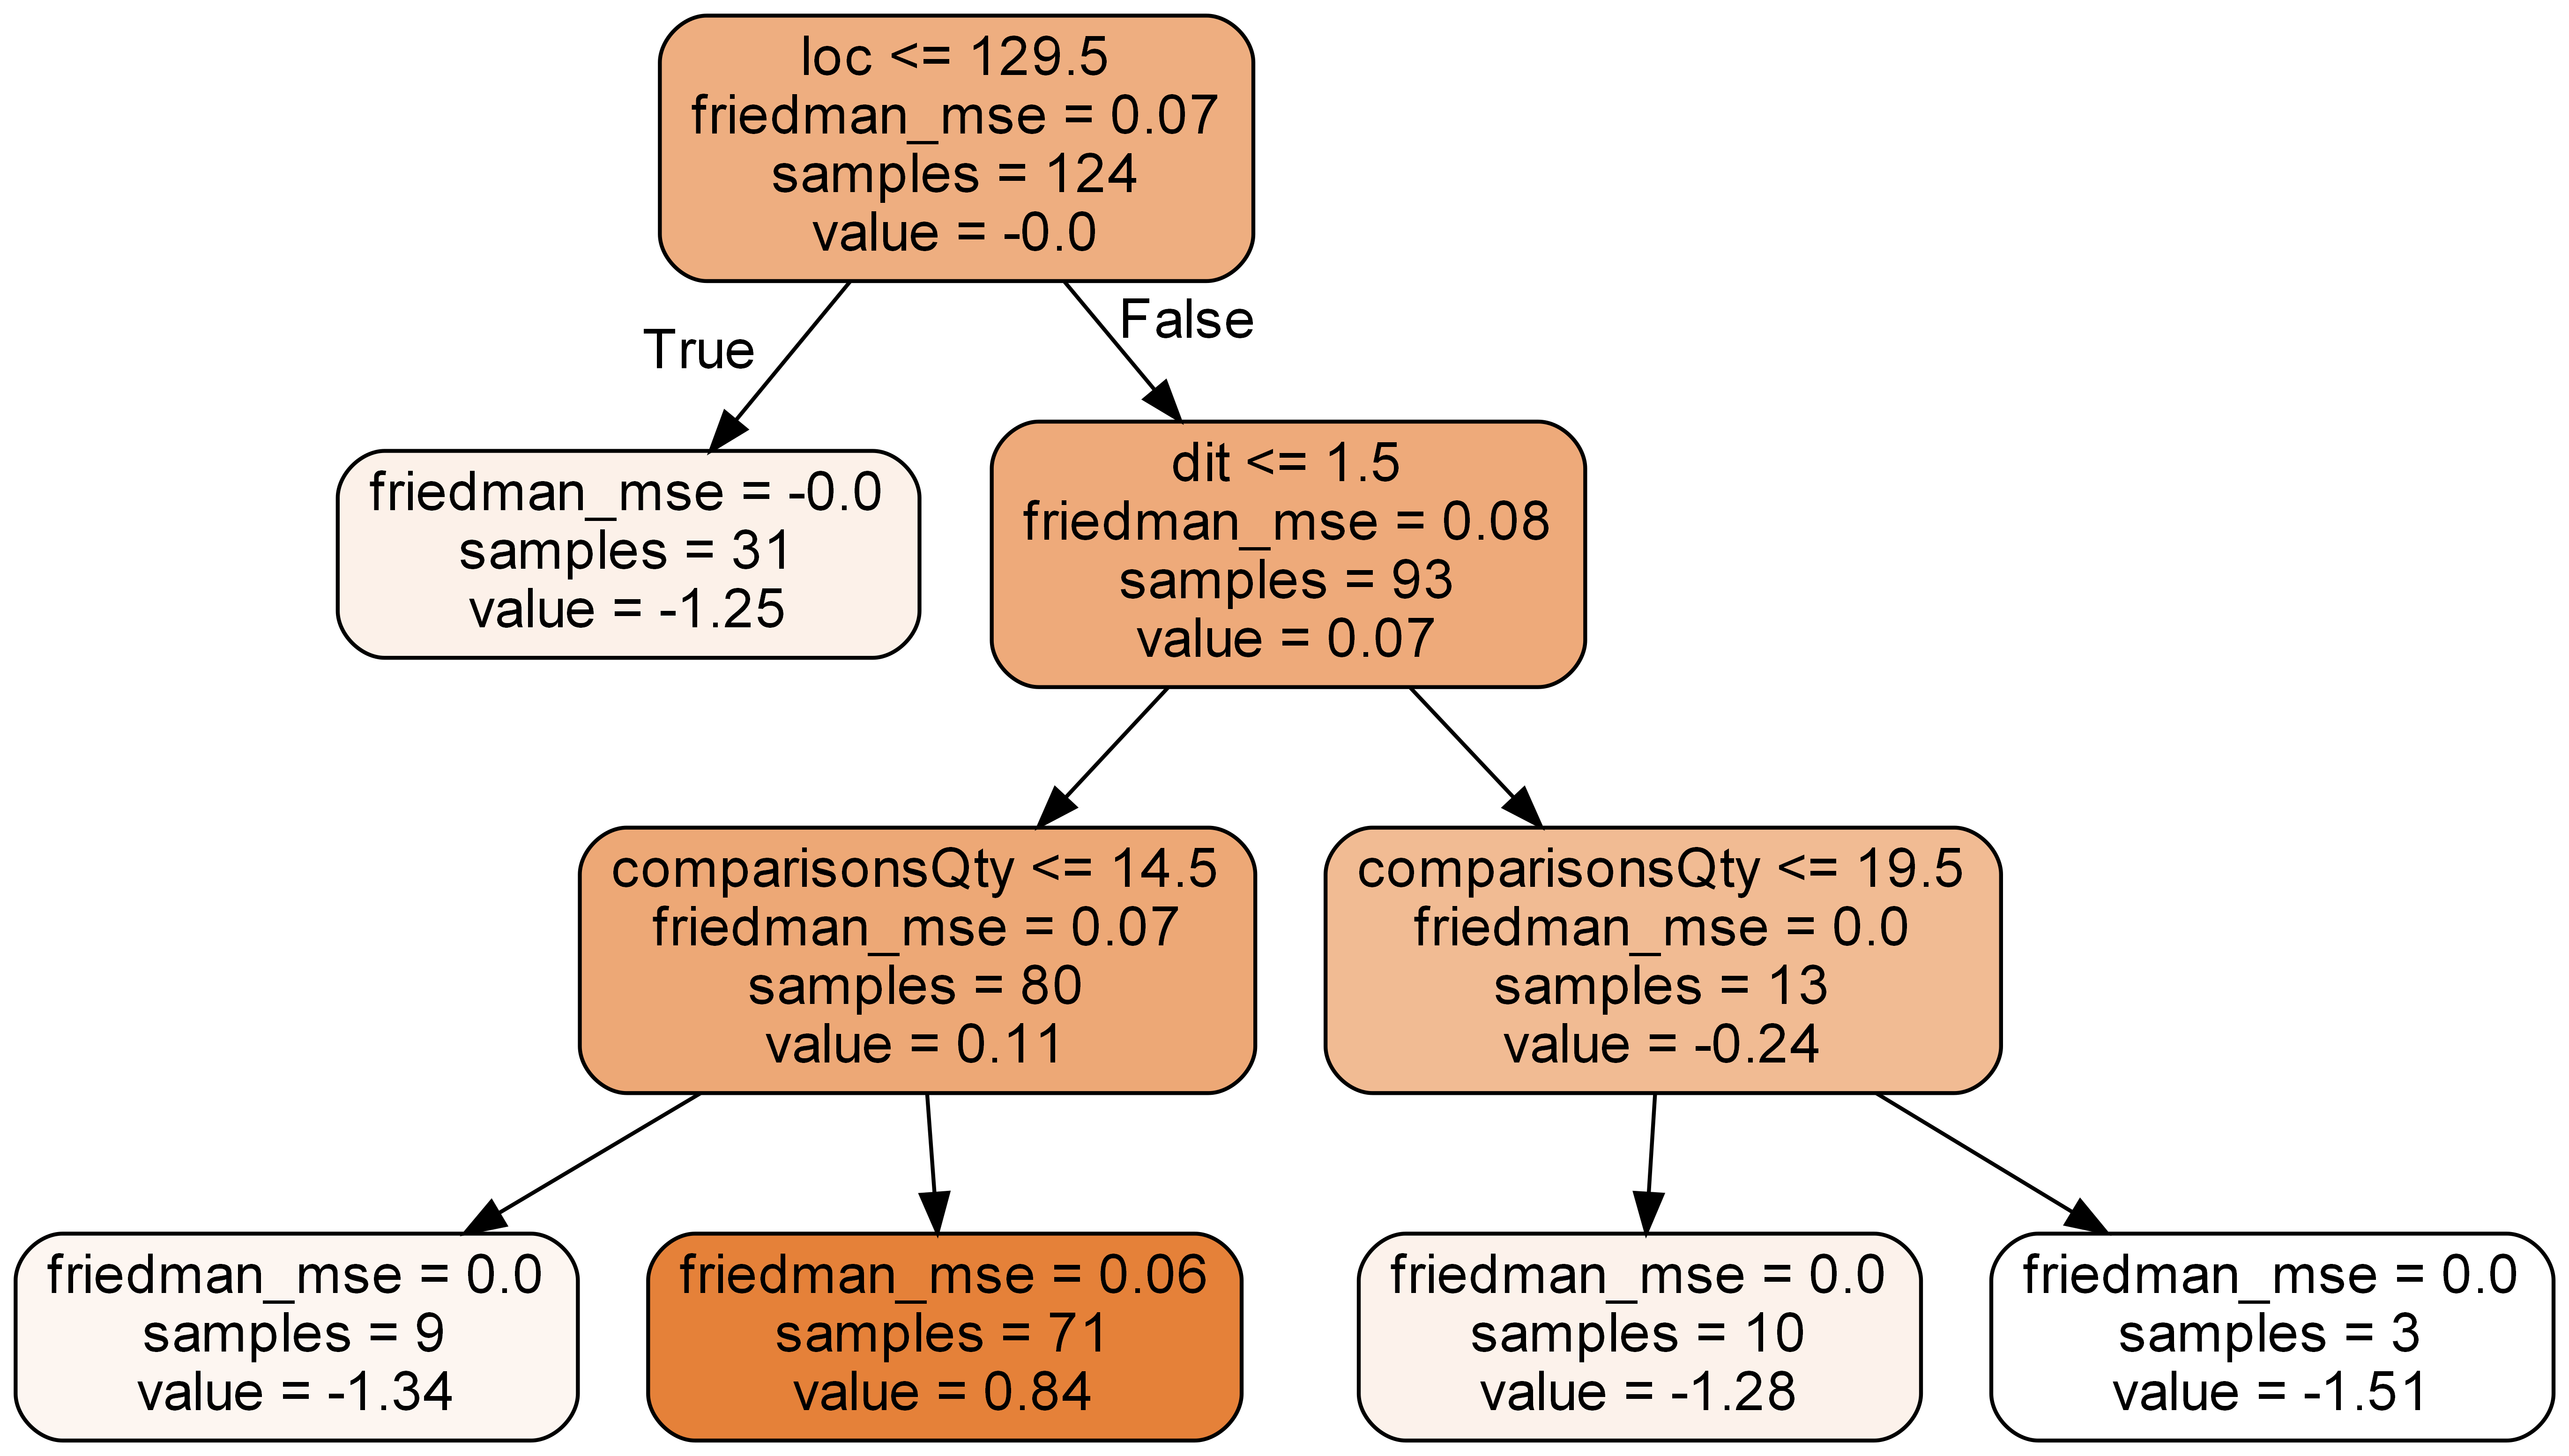 loc <= 129.5
friedman_mse = 0.07
samples = 124
value = -0.0
True
False
friedman_mse = -0.0
samples = 31
value = -1.25
dit <= 1.5
friedman_mse = 0.08
samples = 93
value = 0.07
comparisonsQty <= 14.5
friedman_mse = 0.07
samples = 80
value = 0.11
comparisonsQty <= 19.5
friedman_mse = 0.0
samples = 13
value = -0.24
friedman_mse = 0.0
samples = 9
value = -1.34
friedman_mse = 0.06
samples = 71
value = 0.84
friedman_mse = 0.0
samples = 10
value = -1.28
friedman_mse = 0.0
samples = 3
value = -1.51